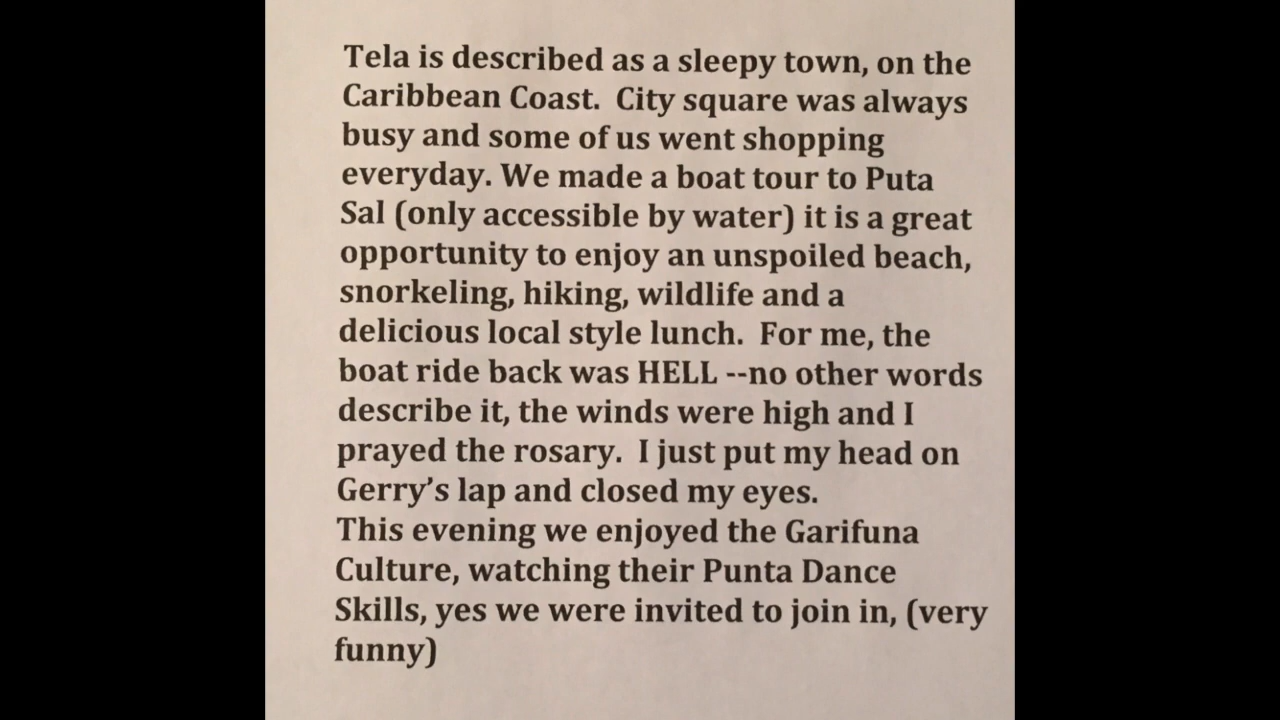 Tela is described as a sleepy town, on the
Caribbean Coast.  City square was always
busy and some of us went shopping
everyday. We made a boat tour to Puta
Sal (only accessible by water) it is a great
opportunity to enjoy an unspoiled beach,
snorkeling, hiking, wildlife and a
delicious local style lunch.  For me, the
boat ride back was HELL --no other words
describe it, the winds were high and I
prayed the rosary.  I just put my head on
Gerry’s lap and closed my eyes.
This evening we enjoyed the Garifuna
Culture, watching their Punta Dance
Skills, yes we were invited to join in, (very
funny)